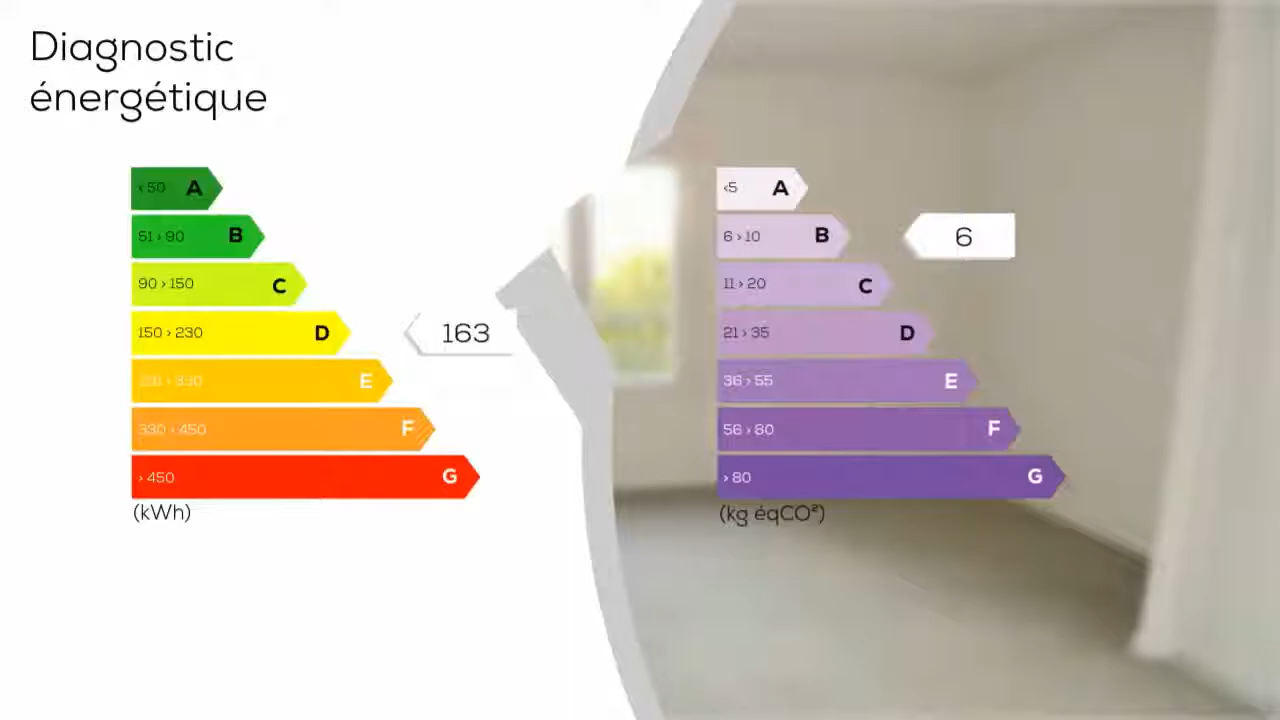 Diagnostic
énergétique
< 50 A
51 > 90 B
90 > 150 C
150 > 230 D
163
E
330 > 450 F
> 450 G
(kWh)
<5 A
6 > 10 B
6
11 > 20 C
21 > 35 D
36 > 55 E
56 > 80 F
> 80 G
(kg éqCO²)